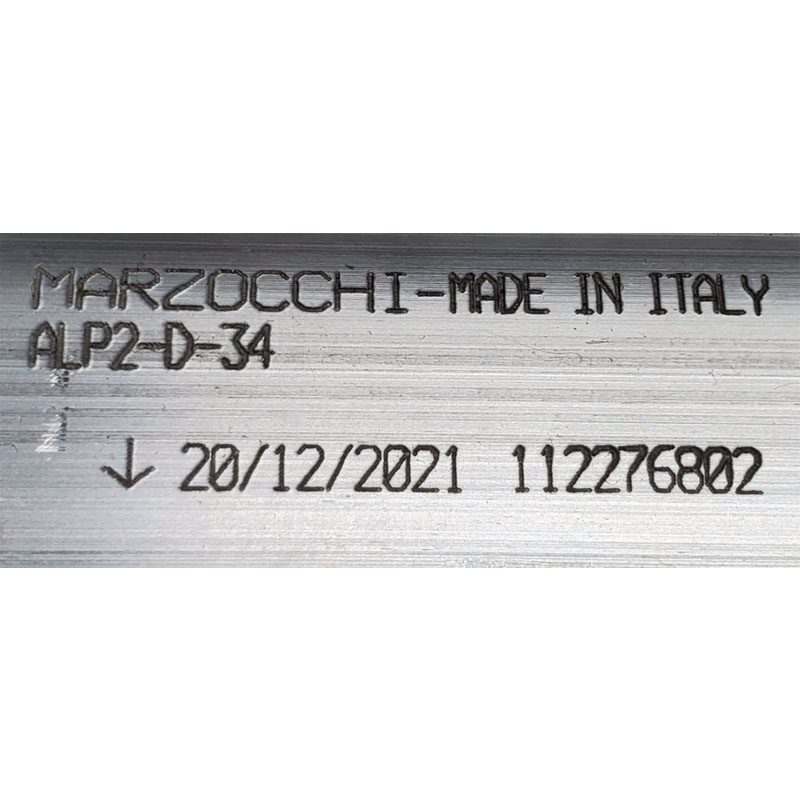 MARZOCCHI-MADE IN ITALY
ALP2-D-34
↓ 20/12/2021 112276802